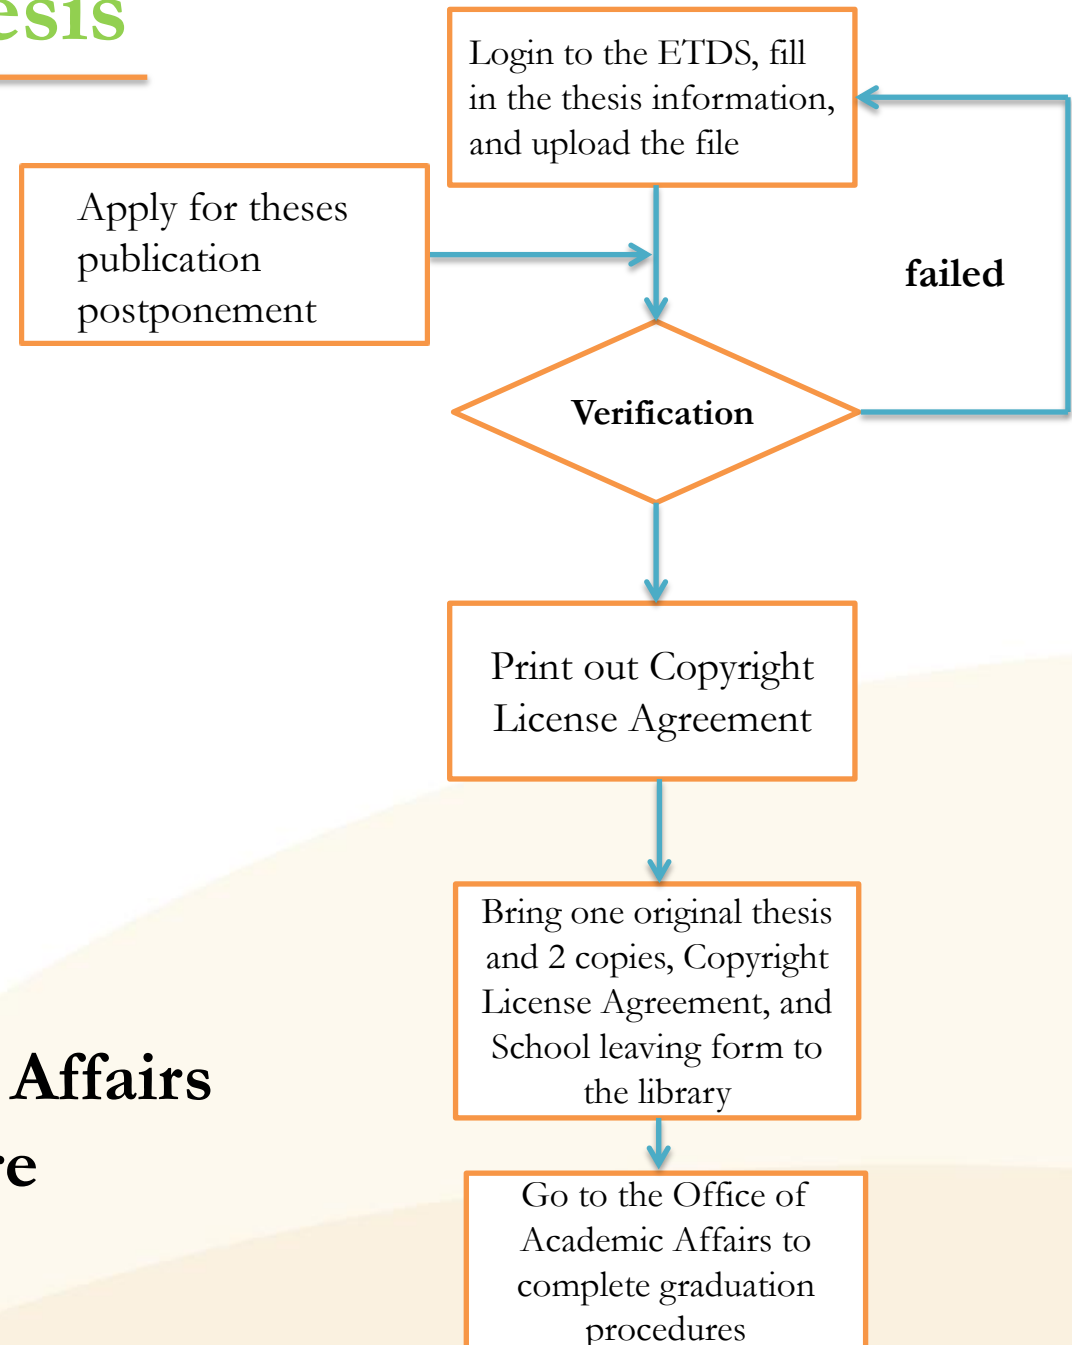 esis
Login to the ETDS, fill
in the thesis information,
and upload the file
Apply for theses
publication
postponement
failed
Verification
Print out Copyright
License Agreement
Bring one original thesis
and 2 copies, Copyright
License Agreement, and
School leaving form to
the library
Affairs
re
Go to the Office of
Academic Affairs to
complete graduation
procedures